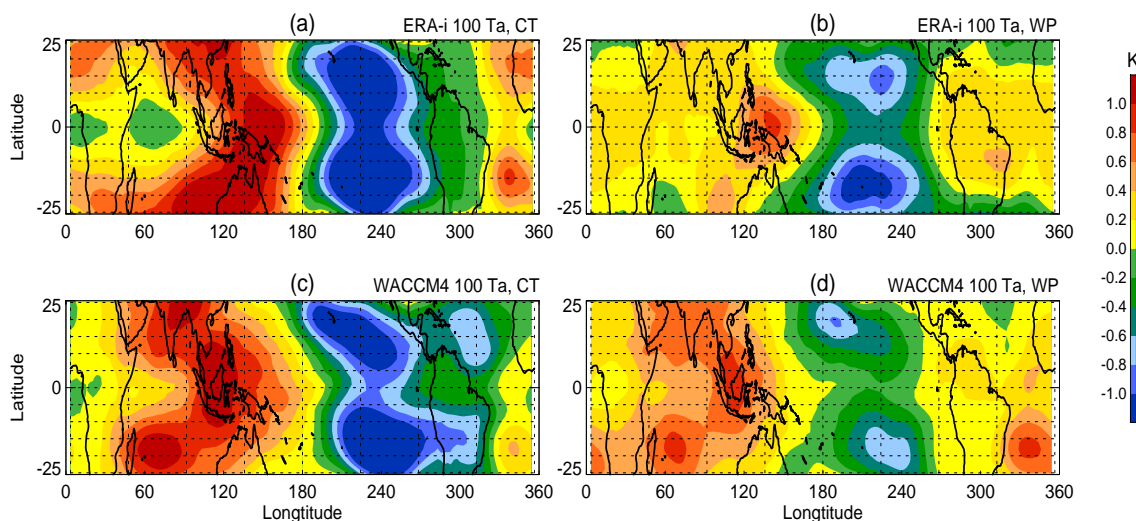 (a) ERA-i 100 Ta, CT
(b) ERA-i 100 Ta, WP
K
Latitude
25
0
-25
0 60 120 180 240 300 360
25
0
-25
0 60 120 180 240 300 360
1.0
0.8
0.6
0.4
0.2
0.0
-0.2
-0.4
-0.6
-0.8
-1.0
(c) WACCM4 100 Ta, CT
(d) WACCM4 100 Ta, WP
Latitude
25
0
-25
0 60 120 180 240 300 360
Longtitude
25
0
-25
0 60 120 180 240 300 360
Longtitude